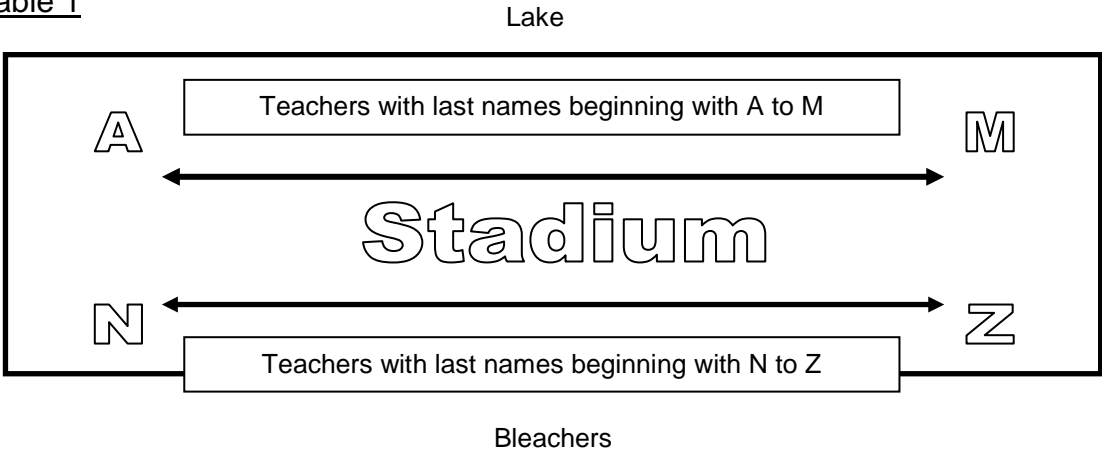 able 1
Lake
Teachers with last names beginning with A to M
A
M
Stadium
N
Z
Teachers with last names beginning with N to Z
Bleachers